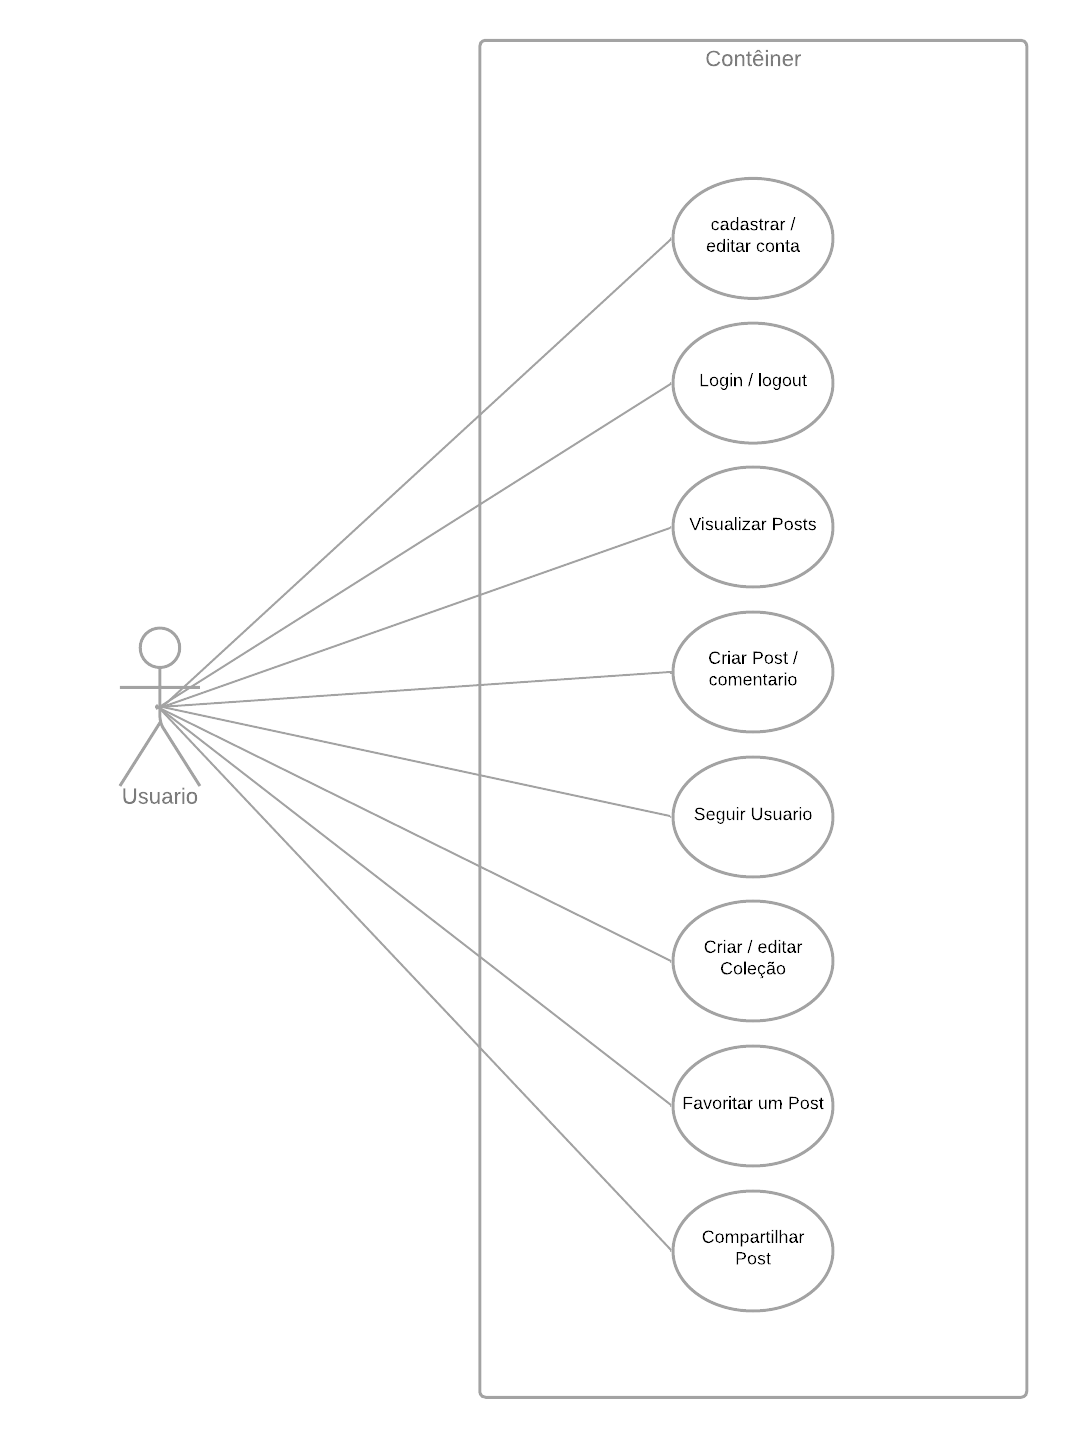 Contêiner
cadastrar /
editar conta
Login / logout
Visualizar Posts
Criar Post /
comentario
Usuario
Seguir Usuario
Criar / editar
Coleção
Favoritar um Post
Compartilhar
Post